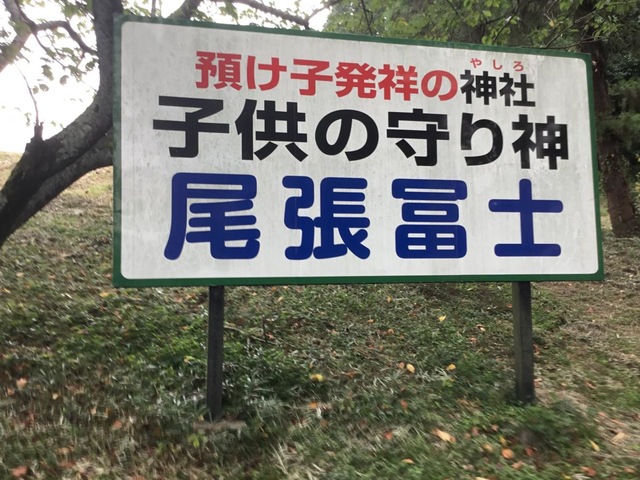 預け子発祥の神社
やしろ
子供の守り神
尾張冨士